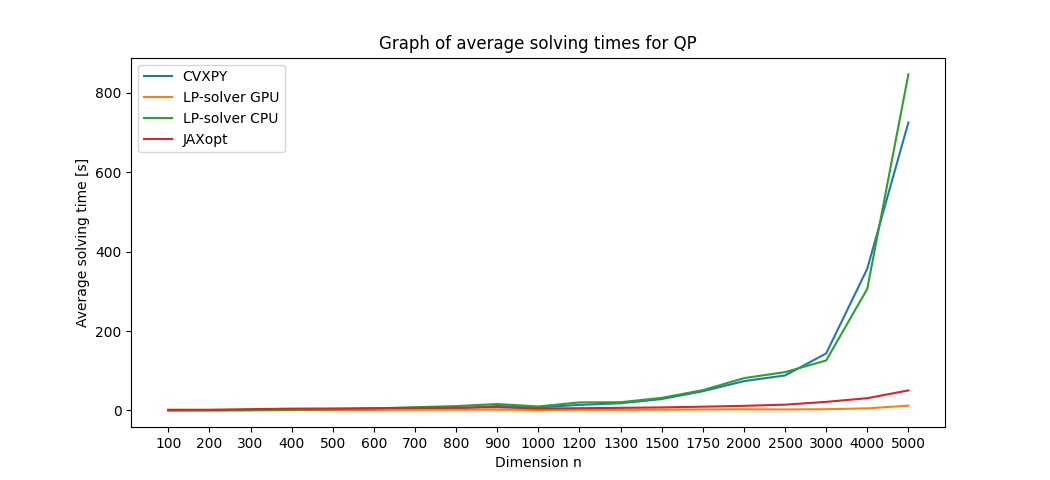 Graph of average solving times for QP
CVXPY
LP-solver GPU
LP-solver CPU
JAXopt
Average solving time [s]
800
600
400
200
0
100 200 300 400 500 600 700 800 900 1000 1200 1300 1500 1750 2000 2500 3000 4000 5000
Dimension n